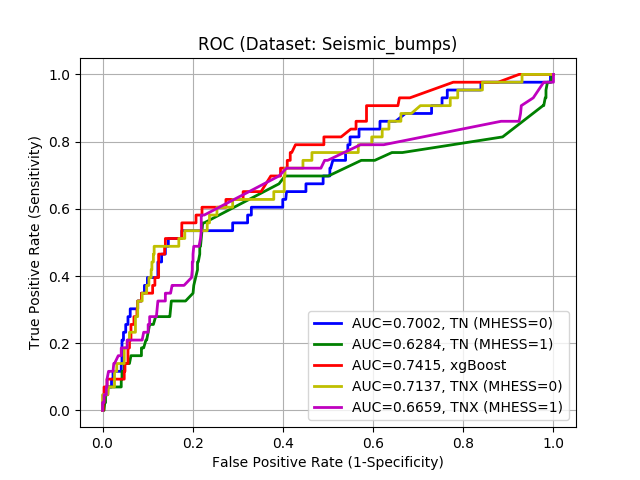 ROC (Dataset: Seismic_bumps)
True Positive Rate (Sensitivity)
1.0
0.8
0.6
0.4
0.2
0.0
AUC=0.7002, TN (MHESS=0)
AUC=0.6284, TN (MHESS=1)
AUC=0.7415, xgBoost
AUC=0.7137, TNX (MHESS=0)
AUC=0.6659, TNX (MHESS=1)
0.0 0.2 0.4 0.6 0.8 1.0
False Positive Rate (1-Specificity)